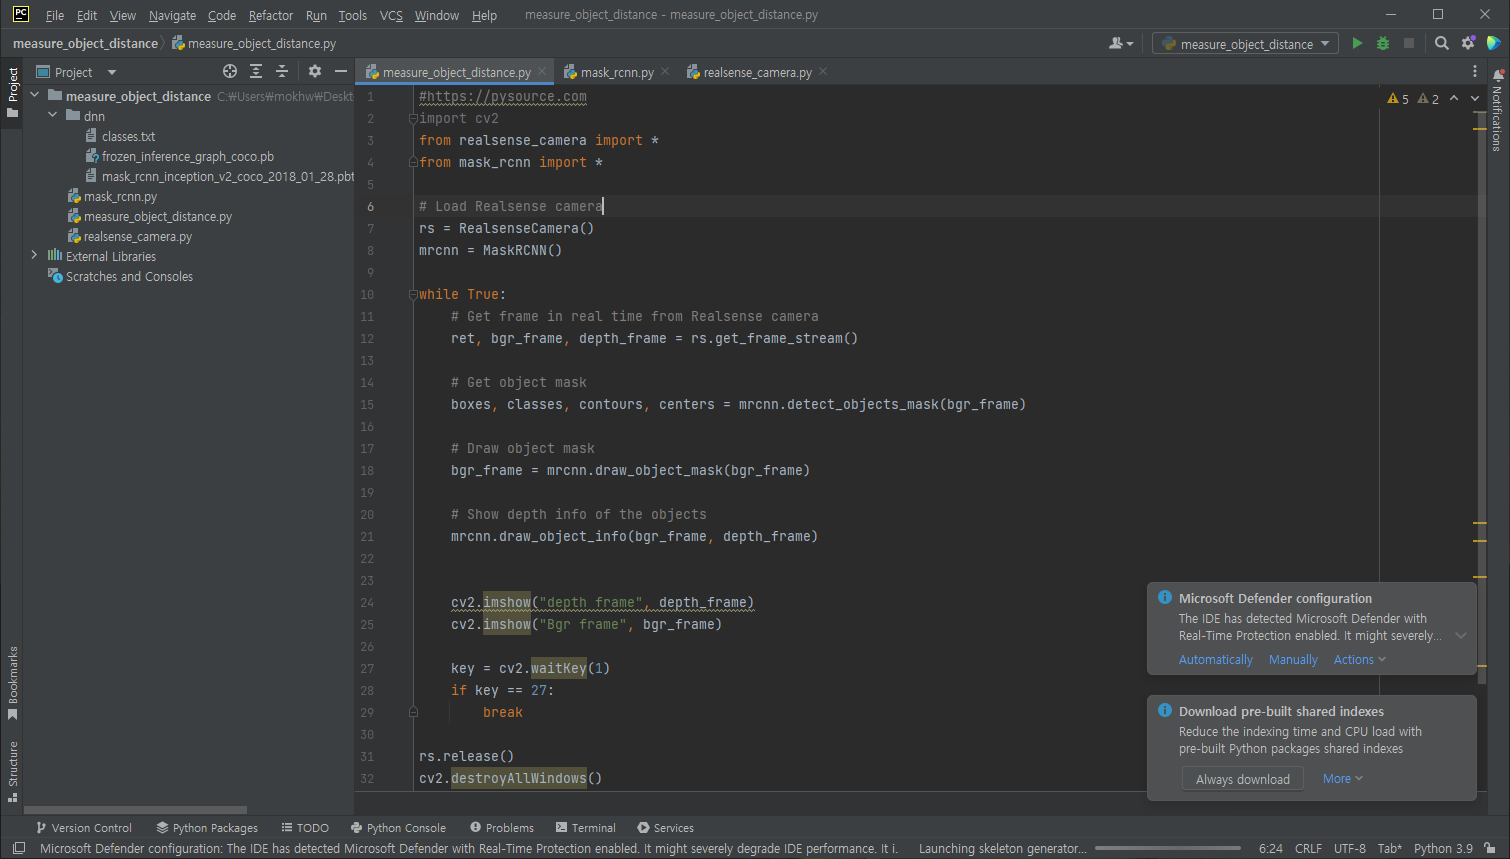 PC File Edit View Navigate Code Refactor Run Tools VCS Window Help measure_object_distance - measure_object_distance.py
measure_object_distance measure_object_distance.py measure_object_distance
Project measure_object_distance.py mask_rcnn.py realsense_camera.py
Project
measure_object_distance C:₩Users₩mokhw₩Deskt
dnn
classes.txt
frozen_inference_graph_coco.pb
mask_rcnn_inception_v2_coco_2018_01_28.pbt
mask_rcnn.py
measure_object_distance.py
realsense_camera.py
External Libraries
Scratches and Consoles
Bookmarks
Structure
5 2
Notifications
1 #https://pysource.com
2 import cv2
3 from realsense_camera import *
4 from mask_rcnn import *
5
6 # Load Realsense camera
7 rs = RealsenseCamera()
8 mrcnn = MaskRCNN()
9
10 while True:
11 # Get frame in real time from Realsense camera
12 ret, bgr_frame, depth_frame = rs.get_frame_stream()
13
14 # Get object mask
15 boxes, classes, contours, centers = mrcnn.detect_objects_mask(bgr_frame)
16
17 # Draw object mask
18 bgr_frame = mrcnn.draw_object_mask(bgr_frame)
19
20 # Show depth info of the objects
21 mrcnn.draw_object_info(bgr_frame, depth_frame)
22
23
24 cv2.imshow("depth frame", depth_frame)
25 cv2.imshow("Bgr frame", bgr_frame)
26
27 key = cv2.waitKey(1)
28 if key == 27:
29 break
30
31 rs.release()
32 cv2.destroyAllWindows()
Microsoft Defender configuration
The IDE has detected Microsoft Defender with
Real-Time Protection enabled. It might severely...
Automatically Manually Actions
Download pre-built shared indexes
Reduce the indexing time and CPU load with
pre-built Python packages shared indexes
Always download More
Version Control Python Packages TODO Python Console Problems Terminal Services
Microsoft Defender configuration: The IDE has detected Microsoft Defender with Real-Time Protection enabled. It might severely degrade IDE performance. It i. Launching skeleton generator... 6:24 CRLF UTF-8 Tab* Python 3.9